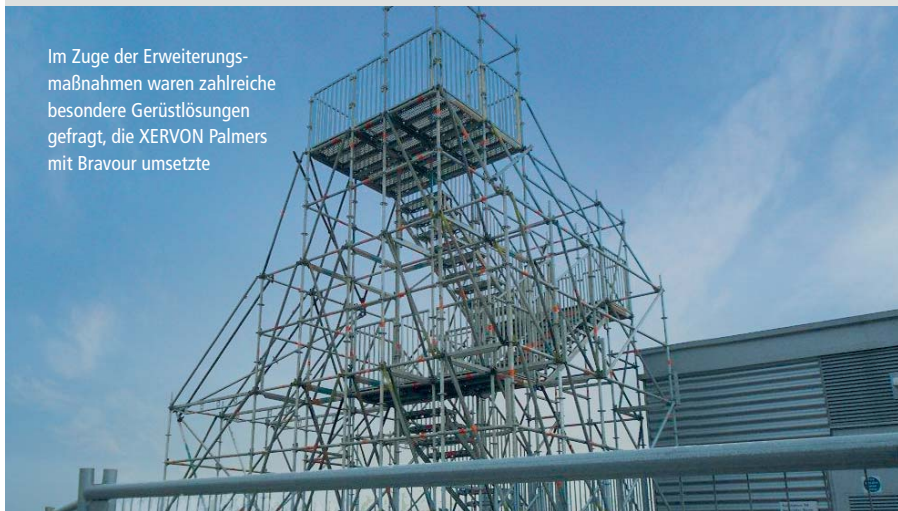 Im Zuge der Erweiterungs-
maßnahmen waren zahlreiche
besondere Gerüstlösungen
gefragt, die XERVON Palmers
mit Bravour umsetzte